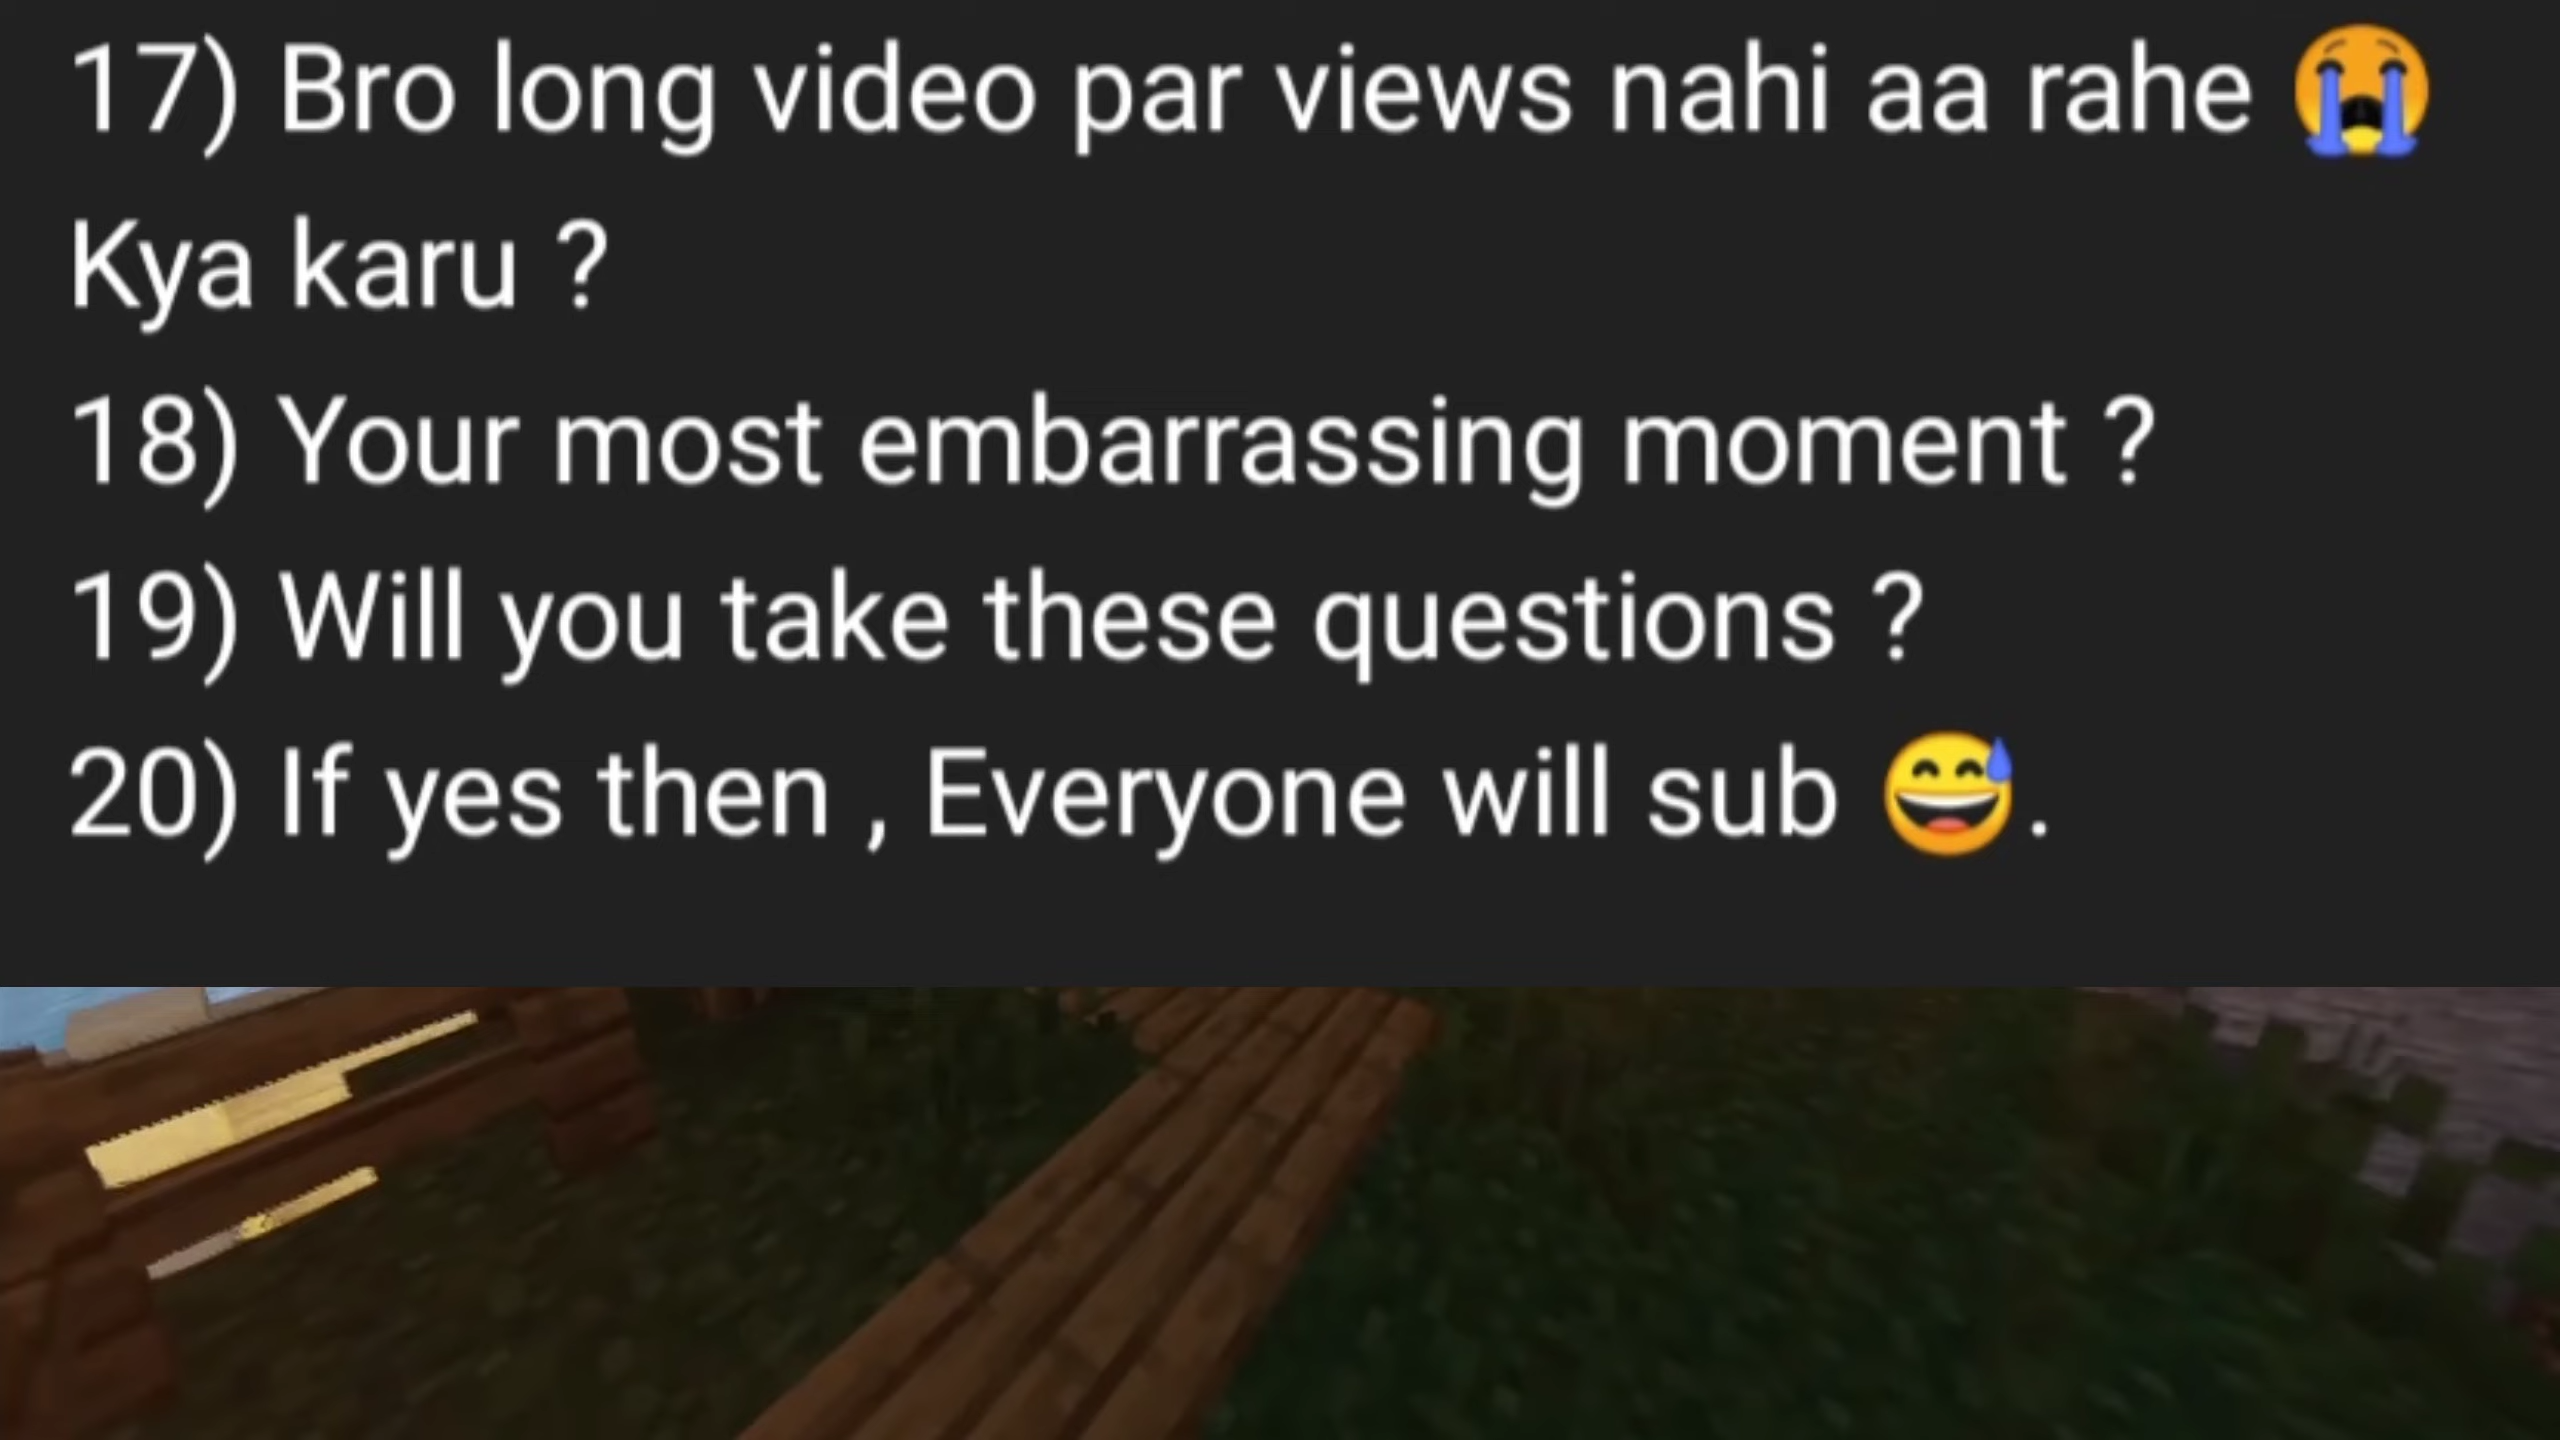 17) Bro long video par views nahi aa rahe 😭
Kya karu ?
18) Your most embarrassing moment ?
19) Will you take these questions ?
20) If yes then , Everyone will sub 😅.